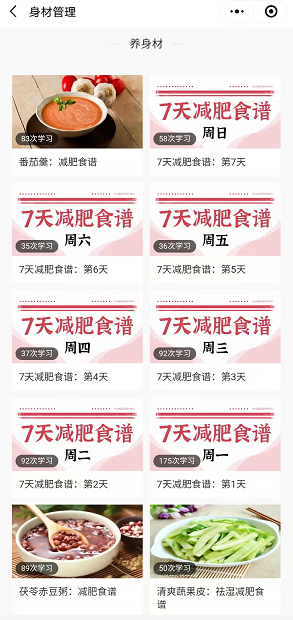 身材管理
养身材
83次学习
番茄羹：减肥食谱
7天减肥食谱
周日
58次学习
7天减肥食谱：第7天
7天减肥食谱
周六
35次学习
7天减肥食谱：第6天
7天减肥食谱
周五
36次学习
7天减肥食谱：第5天
7天减肥食谱
周四
37次学习
7天减肥食谱：第4天
7天减肥食谱
周三
92次学习
7天减肥食谱：第3天
7天减肥食谱
周二
92次学习
7天减肥食谱：第2天
7天减肥食谱
周一
175次学习
7天减肥食谱：第1天
89次学习
茯苓赤豆粥：减肥食谱
50次学习
清爽蔬果皮：祛湿减肥食
谱